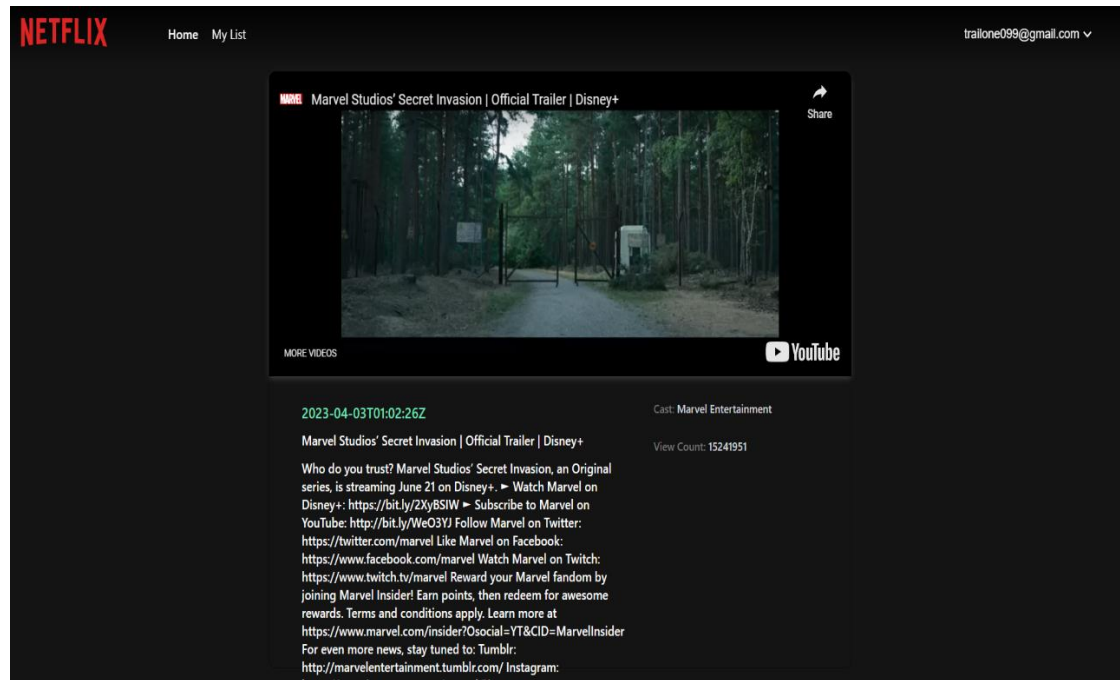 NETFLIX
Home My List
trailone099@gmail.com
MARVEL Marvel Studios' Secret Invasion | Official Trailer | Disney+
Share
MORE VIDEOS
YouTube
2023-04-03T01:02:26Z
Marvel Studios' Secret Invasion | Official Trailer | Disney+
Who do you trust? Marvel Studios' Secret Invasion, an Original
series, is streaming June 21 on Disney+. ► Watch Marvel on
Disney+: https://bit.ly/2XyBSIW ► Subscribe to Marvel on
YouTube: http://bit.ly/WeO3YJ Follow Marvel on Twitter:
https://twitter.com/marvel Like Marvel on Facebook:
https://www.facebook.com/marvel Watch Marvel on Twitch:
https://www.twitch.tv/marvel Reward your Marvel fandom by
joining Marvel Insider! Earn points, then redeem for awesome
rewards. Terms and conditions apply. Learn more at
https://www.marvel.com/insider?Osocial=YT&CID=MarvelInsider
For even more news, stay tuned to: Tumblr:
http://marvelentertainment.tumblr.com/ Instagram:
Cast: Marvel Entertainment
View Count: 15241951